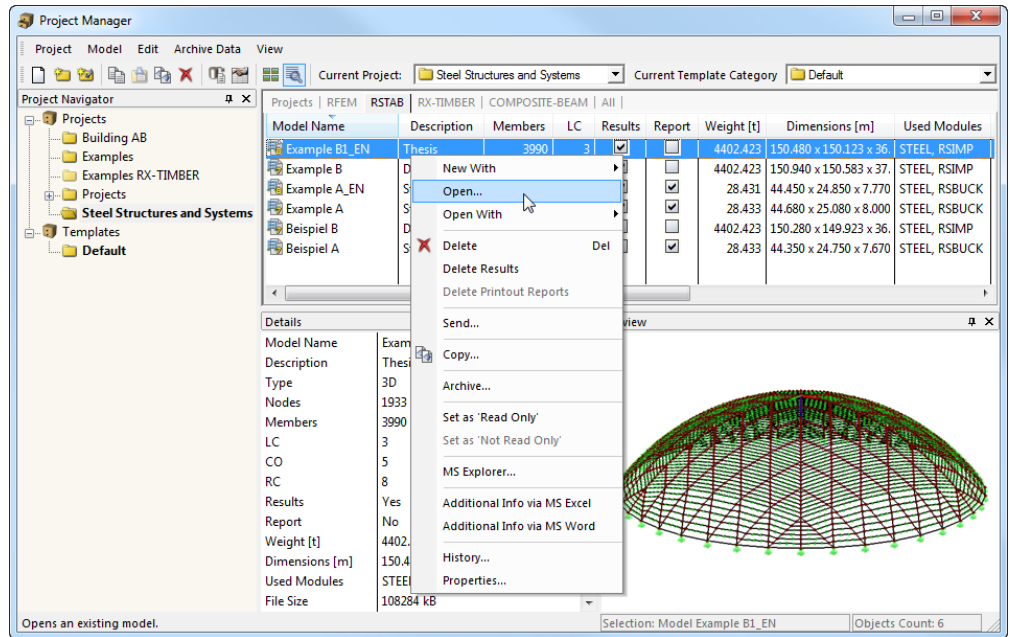 Project Manager
Project Model Edit Archive Data View
Current Project: Steel Structures and Systems Current Template Category Default
Project Navigator
Projects
Building AB
Examples
Examples RX-TIMBER
Projects
Steel Structures and Systems
Templates
Default
Projects RFEM RSTAB RX-TIMBER COMPOSITE-BEAM All
Model Name Description Members LC Results Report Weight [t] Dimensions [m] Used Modules
Example B1_EN Thesis 3990 3 4402.423 150.480 x 150.123 x 36. STEEL, RSIMP
Example B D 4402.423 150.940 x 150.583 x 37. STEEL, RSIMP
Example A_EN S 28.431 44.450 x 24.850 x 7.770 STEEL, RSBUCK
Example A S 28.433 44.680 x 25.080 x 8.000 STEEL, RSBUCK
Beispiel B D 4402.423 150.280 x 149.923 x 36. STEEL, RSIMP
Beispiel A S 28.433 44.350 x 24.750 x 7.670 STEEL, RSBUCK
New With
Open...
Open With
Delete Del
Delete Results
Delete Printout Reports
Send...
Copy...
Archive...
Set as 'Read Only'
Set as 'Not Read Only'
MS Explorer...
Additional Info via MS Excel
Additional Info via MS Word
History...
Properties...
Details
Model Name Exam
Description Thesi
Type 3D
Nodes 1933
Members 3990
LC 3
CO 5
RC 8
Results Yes
Report No
Weight [t] 4402.
Dimensions [m] 150.4
Used Modules STEEL
File Size 108284 kB
view
Opens an existing model.
Selection: Model Example B1_EN
Objects Count: 6